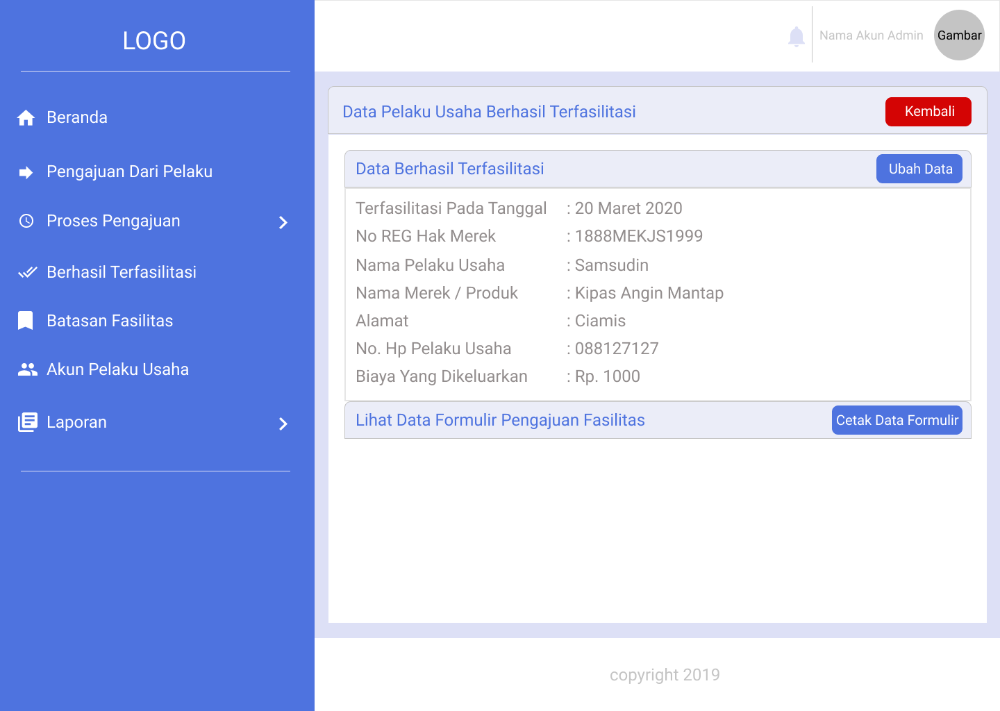 LOGO
Beranda
Pengajuan Dari Pelaku
Proses Pengajuan
Berhasil Terfasilitasi
Batasan Fasilitas
Akun Pelaku Usaha
Laporan
Nama Akun Admin
Gambar
Data Pelaku Usaha Berhasil Terfasilitasi
Kembali
Data Berhasil Terfasilitasi
Ubah Data
Terfasilitasi Pada Tanggal : 20 Maret 2020
No REG Hak Merek : 1888MEKJS1999
Nama Pelaku Usaha : Samsudin
Nama Merek / Produk : Kipas Angin Mantap
Alamat : Ciamis
No. Hp Pelaku Usaha : 088127127
Biaya Yang Dikeluarkan : Rp. 1000
Lihat Data Formulir Pengajuan Fasilitas
Cetak Data Formulir
copyright 2019